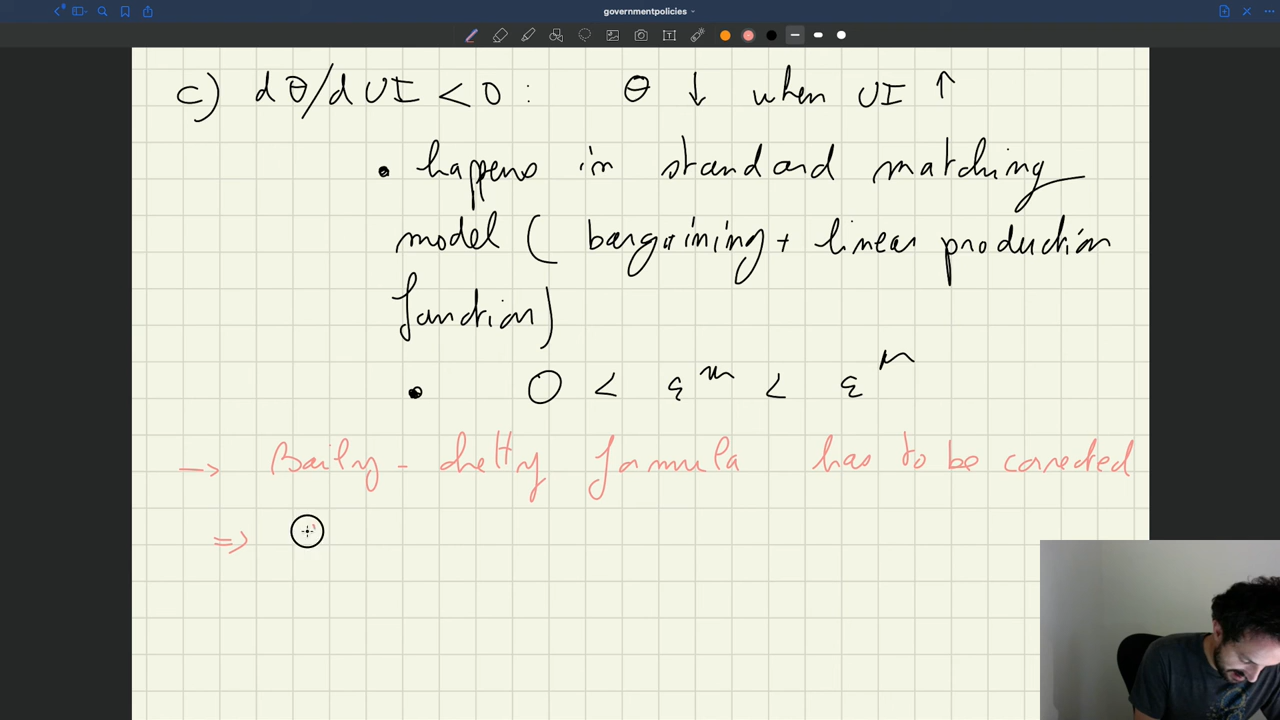 governmentpolicies
c) dθ/dUI < 0 : θ ↓ when UI ↑
• happens in standard matching
model ( bargaining + linear production
function)
• 0 < ε^m < ε^M
→ Baily - chetty formula has to be corrected
⇒